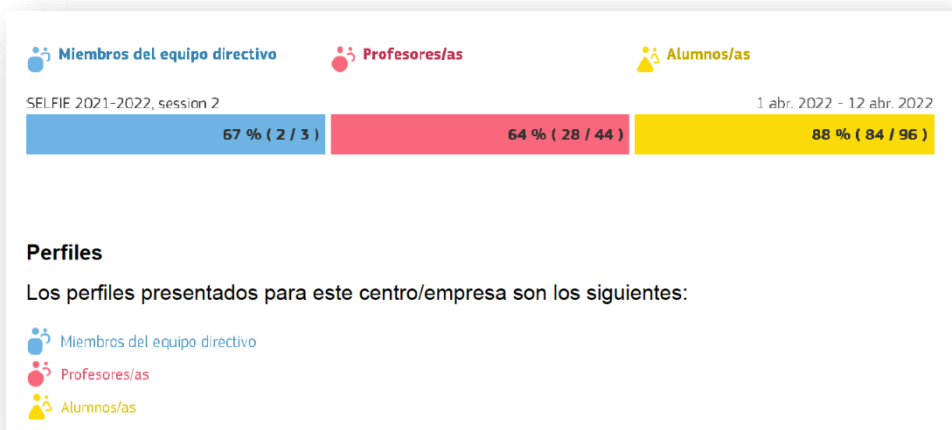 Miembros del equipo directivo Profesores/as Alumnos/as
SELFIE 2021-2022, session 2 1 abr. 2022 - 12 abr. 2022
67 % ( 2 / 3 ) 64 % ( 28 / 44 ) 88 % ( 84 / 96 )
Perfiles
Los perfiles presentados para este centro/empresa son los siguientes:
Miembros del equipo directivo
Profesores/as
Alumnos/as